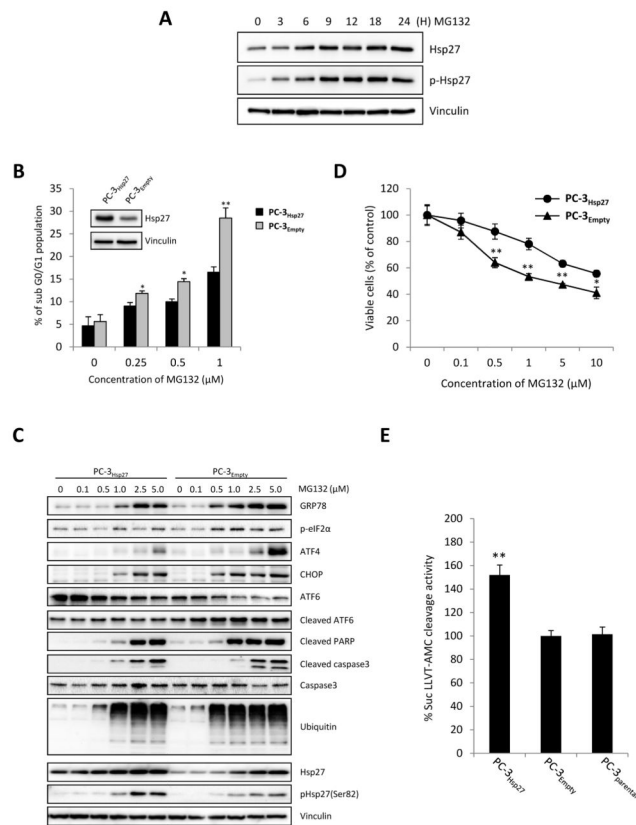 A
0 3 6 9 12 18 24 (H) MG132
Hsp27
p-Hsp27
Vinculin
B
PC-3Hsp27
PC-3Empty
Hsp27
Vinculin
PC-3Hsp27
PC-3Empty
% of sub G0/G1 population
35
30
25
20
15
10
5
0
*
*
**
0 0.25 0.5 1
Concentration of MG132 (μM)
D
PC-3Hsp27
PC-3Empty
Viable cells (% of control)
120
100
80
60
40
20
0
**
**
**
*
0 0.1 0.5 1 5 10
Concentration of MG132 (μM)
C
PC-3Hsp27 PC-3Empty
0 0.1 0.5 1.0 2.5 5.0 0 0.1 0.5 1.0 2.5 5.0 MG132 (μM)
GRP78
p-eIF2α
ATF4
CHOP
ATF6
Cleaved ATF6
Cleaved PARP
Cleaved caspase3
Caspase3
Ubiquitin
Hsp27
pHsp27(Ser82)
Vinculin
E
% Suc LLVT-AMC cleavage activity
160
140
120
100
80
60
40
20
0
180
**
PC-3Hsp27
PC-3Empty
PC-3parental